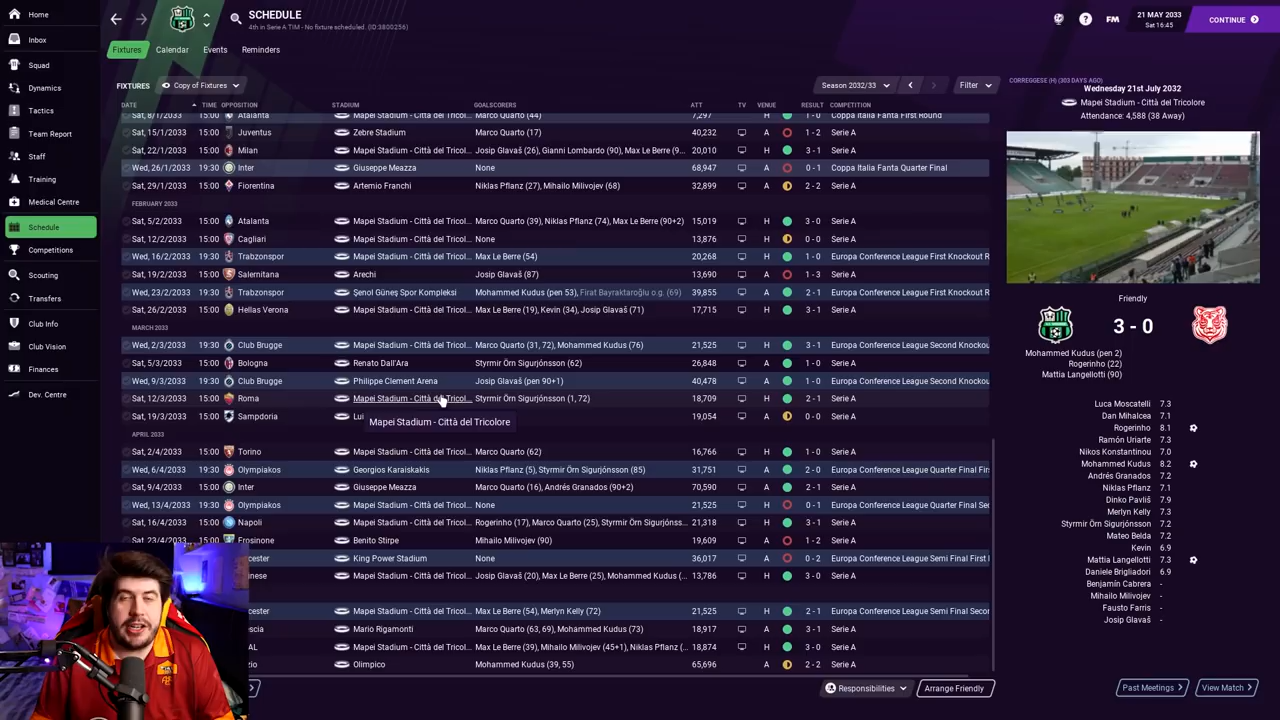 Home
Inbox
Squad
Dynamics
Tactics
Team Report
Staff
Training
Medical Centre
Schedule
Competitions
Scouting
Transfers
Club Info
Club Vision
Finances
Dev. Centre
SCHEDULE
4th in Serie A TIM - No fixture scheduled. (ID:3800256)
FM
21 MAY 2033
Sat 16:45
CONTINUE
Fixtures Calendar Events Reminders
FIXTURES Copy of Fixtures Season 2032/33 Filter
DATE TIME OPPOSITION STADIUM GOALSCORERS ATT TV VENUE RESULT COMPETITION
Sat, 8/1/2033 15:00 Atalanta Mapei Stadium - Città del Tricol... Marco Quarto (44) 7,297 H 1 - 0 Coppa Italia Fanta First Round
Sat, 15/1/2033 15:00 Juventus Zebre Stadium Marco Quarto (17) 40,232 A 1 - 2 Serie A
Sat, 22/1/2033 15:00 Milan Mapei Stadium - Città del Tricol... Josip Glavaš (26), Gianni Lombardo (90), Max Le Berre (9... 20,010 H 3 - 1 Serie A
Wed, 26/1/2033 19:30 Inter Giuseppe Meazza None 68,947 A 0 - 1 Coppa Italia Fanta Quarter Final
Sat, 29/1/2033 15:00 Fiorentina Artemio Franchi Niklas Pflanz (27), Mihailo Milivojev (68) 32,899 A 2 - 2 Serie A
FEBRUARY 2033
Sat, 5/2/2033 15:00 Atalanta Mapei Stadium - Città del Tricol... Marco Quarto (39), Niklas Pflanz (74), Max Le Berre (90+2) 15,019 H 3 - 0 Serie A
Sat, 12/2/2033 15:00 Cagliari Mapei Stadium - Città del Tricol... None 13,876 H 0 - 0 Serie A
Wed, 16/2/2033 19:30 Trabzonspor Mapei Stadium - Città del Tricol... Max Le Berre (54) 20,268 H 1 - 0 Europa Conference League First Knockout R
Sat, 19/2/2033 15:00 Salernitana Arechi Josip Glavaš (87) 13,690 A 1 - 3 Serie A
Wed, 23/2/2033 19:30 Trabzonspor Şenol Güneş Spor Kompleksi Mohammed Kudus (pen 53), Firat Bayraktaroğlu o.g. (69) 39,855 A 2 - 1 Europa Conference League First Knockout R
Sat, 26/2/2033 15:00 Hellas Verona Mapei Stadium - Città del Tricol... Max Le Berre (19), Kevin (34), Josip Glavaš (71) 17,715 H 3 - 1 Serie A
MARCH 2033
Wed, 2/3/2033 19:30 Club Brugge Mapei Stadium - Città del Tricol... Marco Quarto (31, 72), Mohammed Kudus (76) 21,525 H 3 - 1 Europa Conference League Second Knockou
Sat, 5/3/2033 15:00 Bologna Renato Dall'Ara Styrmir Örn Sigurjónsson (62) 26,848 A 1 - 0 Serie A
Wed, 9/3/2033 19:30 Club Brugge Philippe Clement Arena Josip Glavaš (pen 90+1) 40,478 A 1 - 0 Europa Conference League Second Knockou
Sat, 12/3/2033 15:00 Roma Mapei Stadium - Città del Tricol... Styrmir Örn Sigurjónsson (1, 72) 18,709 H 2 - 1 Serie A
Sat, 19/3/2033 15:00 Sampdoria Lui 19,054 A 0 - 0 Serie A
Mapei Stadium - Città del Tricolore
APRIL 2033
Sat, 2/4/2033 15:00 Torino Mapei Stadium - Città del Tricol... Marco Quarto (62) 16,766 H 1 - 0 Serie A
Wed, 6/4/2033 19:30 Olympiakos Georgios Karaiskakis Niklas Pflanz (5), Styrmir Örn Sigurjónsson (85) 31,751 A 2 - 0 Europa Conference League Quarter Final Fir
Sat, 9/4/2033 15:00 Inter Giuseppe Meazza Marco Quarto (16), Andrés Granados (90+2) 70,590 A 2 - 1 Serie A
Wed, 13/4/2033 19:30 Olympiakos Mapei Stadium - Città del Tricol... None 21,525 H 0 - 1 Europa Conference League Quarter Final Sec
Sat, 16/4/2033 15:00 Napoli Mapei Stadium - Città del Tricol... Rogerinho (17), Marco Quarto (25), Styrmir Örn Sigurjónss... 21,318 H 3 - 1 Serie A
Sat, 23/4/2033 15:00 Frosinone Benito Stirpe Mihailo Milivojev (90) 19,609 A 1 - 2 Serie A
cester King Power Stadium None 36,017 A 0 - 2 Europa Conference League Semi Final First
inese Mapei Stadium - Città del Tricol... Josip Glavaš (20), Max Le Berre (25), Mohammed Kudus (... 13,786 H 3 - 0 Serie A
cester Mapei Stadium - Città del Tricol... Max Le Berre (54), Merlyn Kelly (72) 21,525 H 2 - 1 Europa Conference League Semi Final Secor
scia Mario Rigamonti Marco Quarto (63, 69), Mohammed Kudus (73) 18,917 A 3 - 1 Serie A
AL Mapei Stadium - Città del Tricol... Max Le Berre (39), Mihailo Milivojev (45+1), Niklas Pflanz (... 18,874 H 3 - 1 Serie A
zio Olimpico Mohammed Kudus (39, 55) 65,696 A 2 - 2 Serie A
Responsibilities Arrange Friendly
CORREGGESE (H) (303 DAYS AGO)
Wednesday 21st July 2032
Mapei Stadium - Città del Tricolore
Attendance: 4,588 (38 Away)
Friendly
3 - 0
Mohammed Kudus (pen 2)
Rogerinho (22)
Mattia Langellotti (90)
Luca Moscatelli 7.3
Dan Mihalcea 7.1
Rogerinho 8.1
Ramón Uriarte 7.3
Nikos Konstantinou 7.0
Mohammed Kudus 8.2
Andrés Granados 7.2
Niklas Pflanz 7.1
Dinko Pavliš 7.9
Merlyn Kelly 7.3
Styrmir Örn Sigurjónsson 7.2
Mateo Belda 7.2
Kevin 6.9
Mattia Langellotti 7.3
Daniele Brigliadori 6.9
Benjamín Cabrera -
Mihailo Milivojev -
Fausto Farris -
Josip Glavaš -
Past Meetings View Match